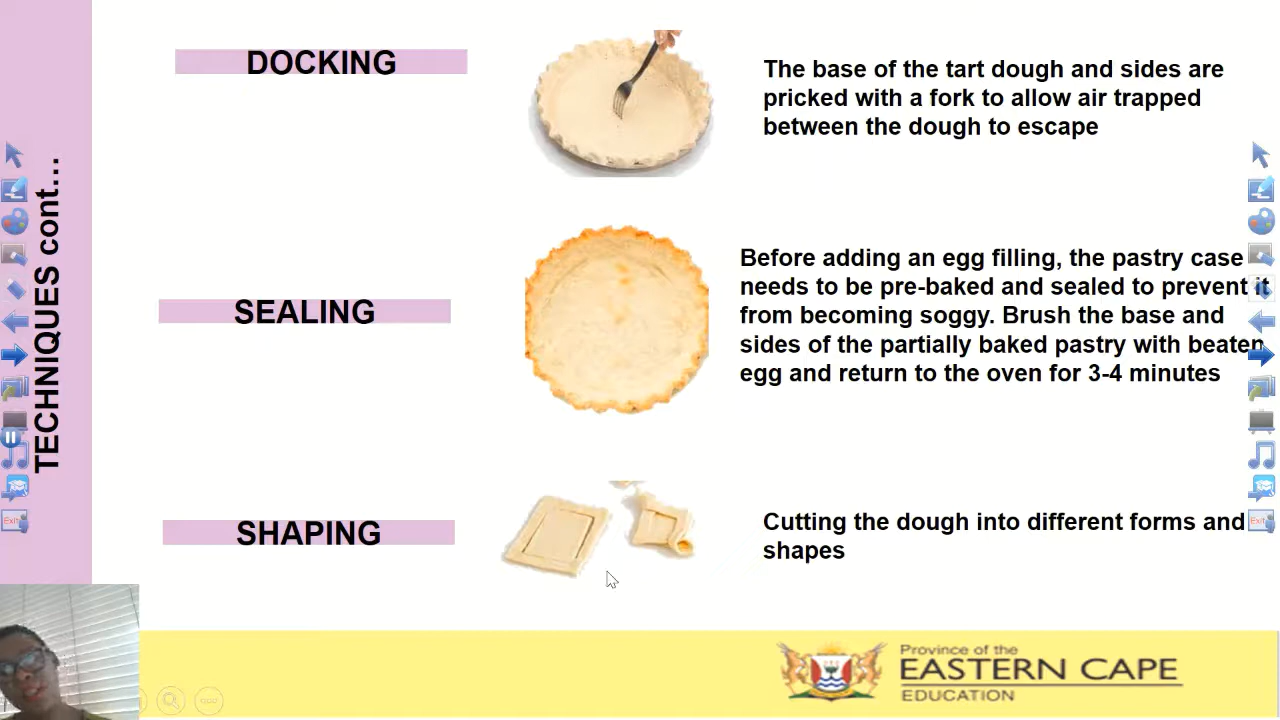 TECHNIQUES cont...
DOCKING
The base of the tart dough and sides are
pricked with a fork to allow air trapped
between the dough to escape
SEALING
Before adding an egg filling, the pastry case
needs to be pre-baked and sealed to prevent it
from becoming soggy. Brush the base and
sides of the partially baked pastry with beaten
egg and return to the oven for 3-4 minutes
SHAPING
Cutting the dough into different forms and
shapes
Exit
Exit
Province of the
EASTERN CAPE
EDUCATION